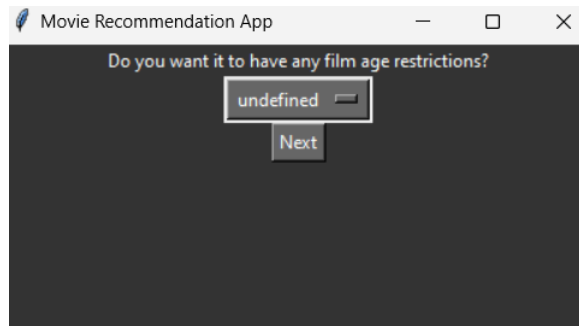 Movie Recommendation App
Do you want it to have any film age restrictions?
undefined
Next